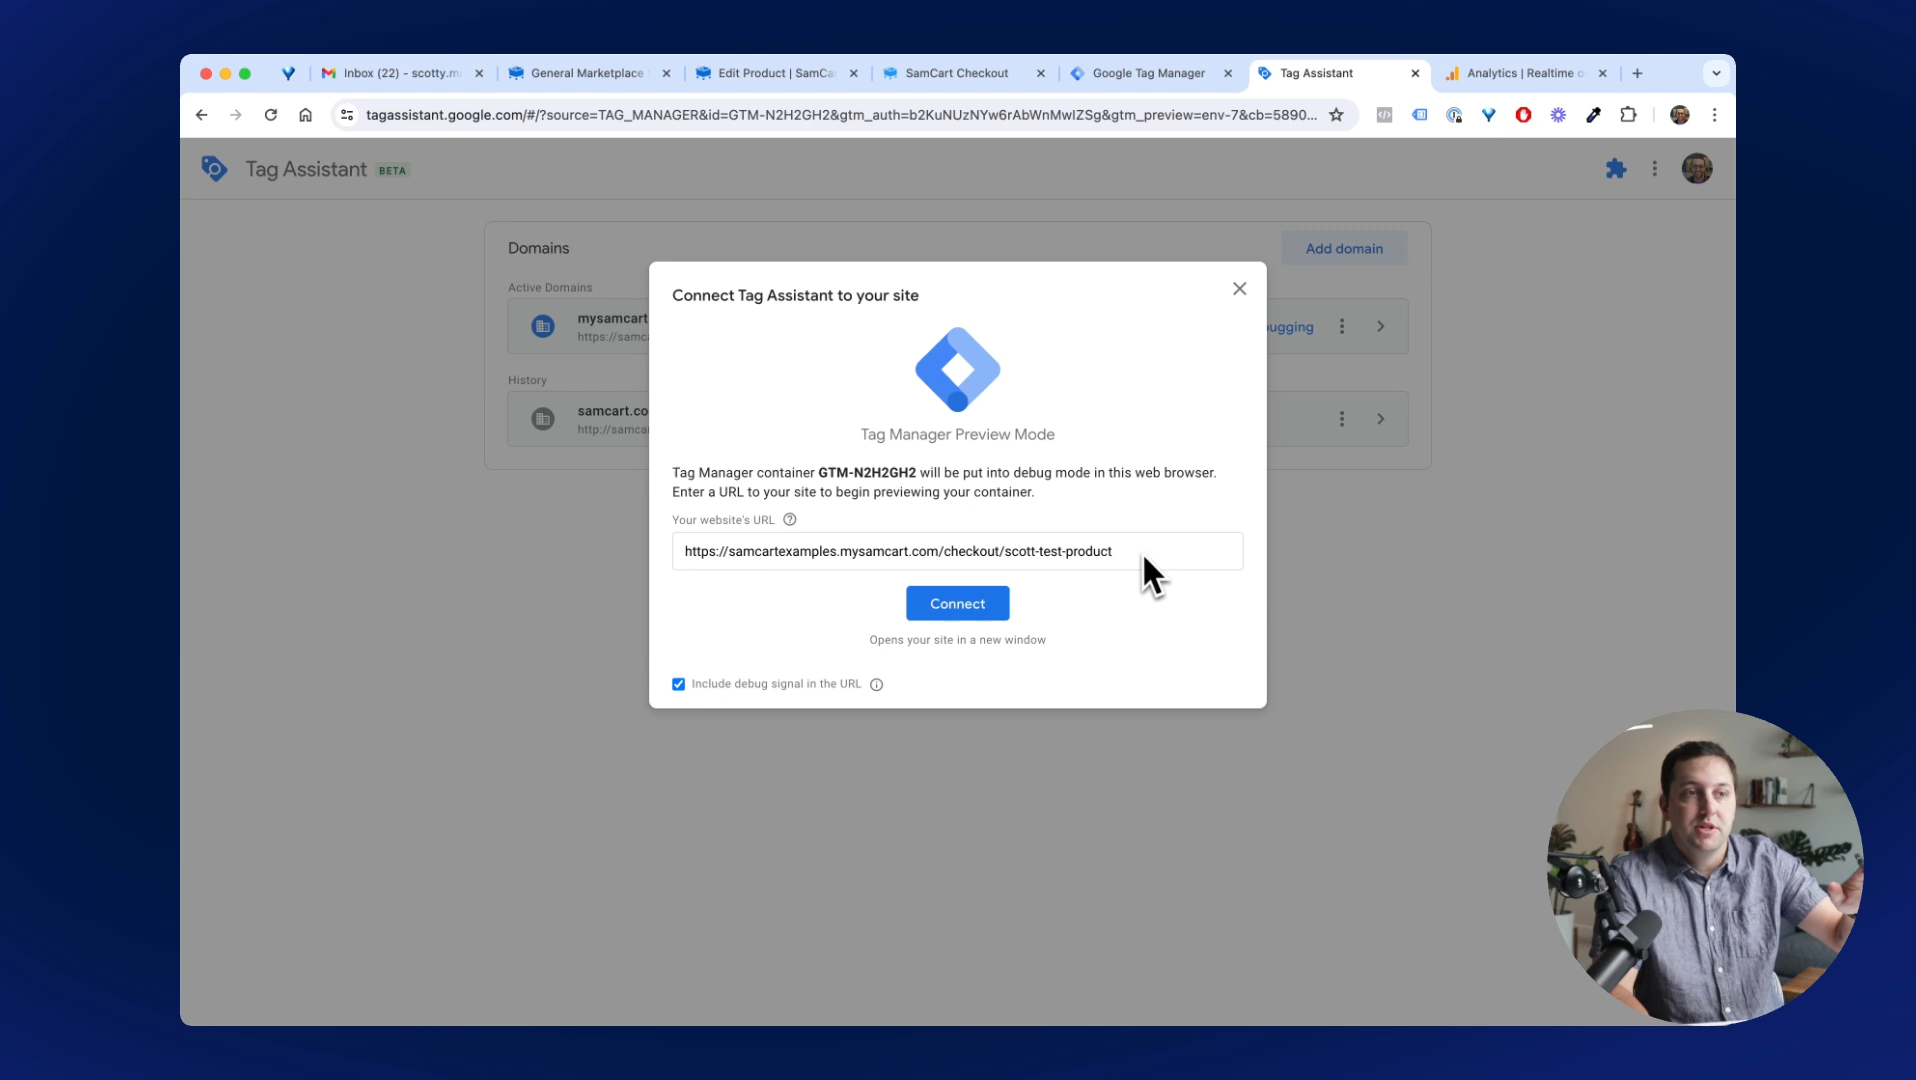 Inbox (22) - scotty.m
General Marketplace
Edit Product | SamCa
SamCart Checkout
Google Tag Manager
Tag Assistant
Analytics | Realtime o
tagassistant.google.com/#/?source=TAG_MANAGER&id=GTM-N2H2GH2&gtm_auth=b2KuNUzNYw6rAbWnMwIZSg&gtm_preview=env-7&cb=5890...
Tag Assistant BETA
Domains
Add domain
Active Domains
mysamcart
https://samc
ugging
History
samcart.co
http://samca
Connect Tag Assistant to your site
Tag Manager Preview Mode
Tag Manager container GTM-N2H2GH2 will be put into debug mode in this web browser.
Enter a URL to your site to begin previewing your container.
Your website's URL
https://samcartexamples.mysamcart.com/checkout/scott-test-product
Connect
Opens your site in a new window
Include debug signal in the URL